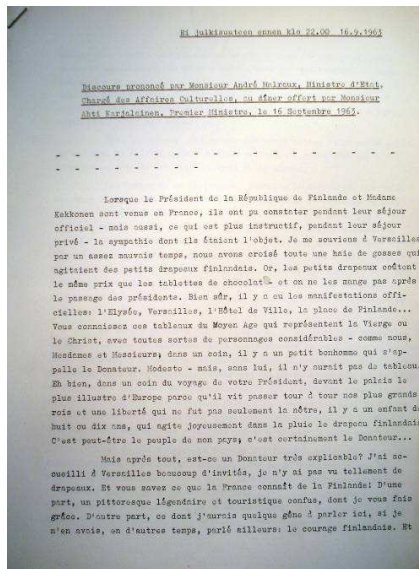 Ei julkisuuteen ennen klo 22.00 16.9.1963
Discours prononcé par Monsieur André Malraux, Ministre d'Etat,
Chargé des Affaires Culturelles, au dîner offert par Monsieur
Ahti Karjalainen, Premier Ministre, le 16 Septembre 1963.
- - - - - - - - - - - - - - - - -
- - - - - - - -
Lorsque le Président de la République de Finlande et Madame
Kekkonen sont venus en France, ils ont pu constater pendant leur séjour
officiel - mais aussi, ce qui est plus instructif, pendant leur séjour
privé - la sympathie dont ils étaient l'objet. Je me souviens à Versailles
par un assez mauvais temps, nous avons croisé toute une haie de gosses qui
agitaient des petits drapeaux finlandais. Or, les petits drapeaux coûtent
le même prix que les tablettes de chocolat - et on ne les mange pas après
le passage des présidents. Bien sûr, il y a eu les manifestations offi-
cielles: l'Elysée, Versailles, l'Hôtel de Ville, la place de Finlande...
Vous connaissez ces tableaux du Moyen Age qui représentent la Vierge ou
le Christ, avec toutes sortes de personnages considérables - comme nous,
Mesdames et Messieurs; dans un coin, il y a un petit bonhomme qui s'ap-
pelle le Donateur. Modeste - mais, sans lui, il n'y aurait pas de tableau.
Eh bien, dans un coin du voyage de votre Président, devant le palais le
plus illustre d'Europe parce qu'il vit passer tour à tour nos plus grands
rois et une liberté qui ne fut pas seulement la nôtre, il y a un enfant de
huit ou dix ans, qui agite joyeusement dans la pluie le drapeau finlandais.
C'est peut-être le peuple de mon pays; c'est certainement le Donateur...
Mais après tout, est-ce un Donateur très explicable? J'ai ac-
cueilli à Versailles beaucoup d'invités, je n'y ai pas vu tellement de
drapeaux. Et vous savez ce que la France connaît de la Finlande: D'une
part, un pittoresque légendaire et touristique confus, dont je vous fais
grâce. D'autre part, ce dont j'aurais quelque gêne à parler ici, si je
n'en avais, en d'autres temps, parlé ailleurs: le courage finlandais. Et